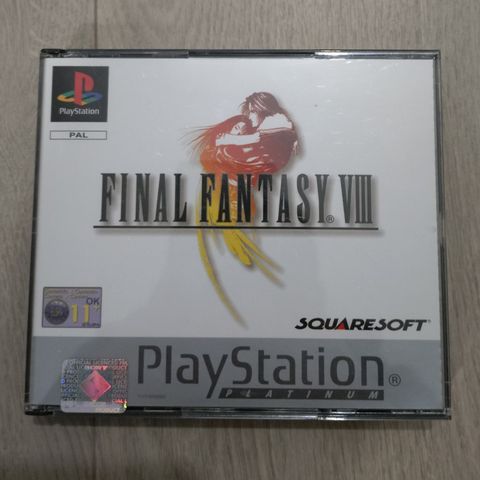 PlayStation
PAL
FINAL FANTASY® VIII
OK
11+
SQUARESOFT
PlayStation®
PLATINUM